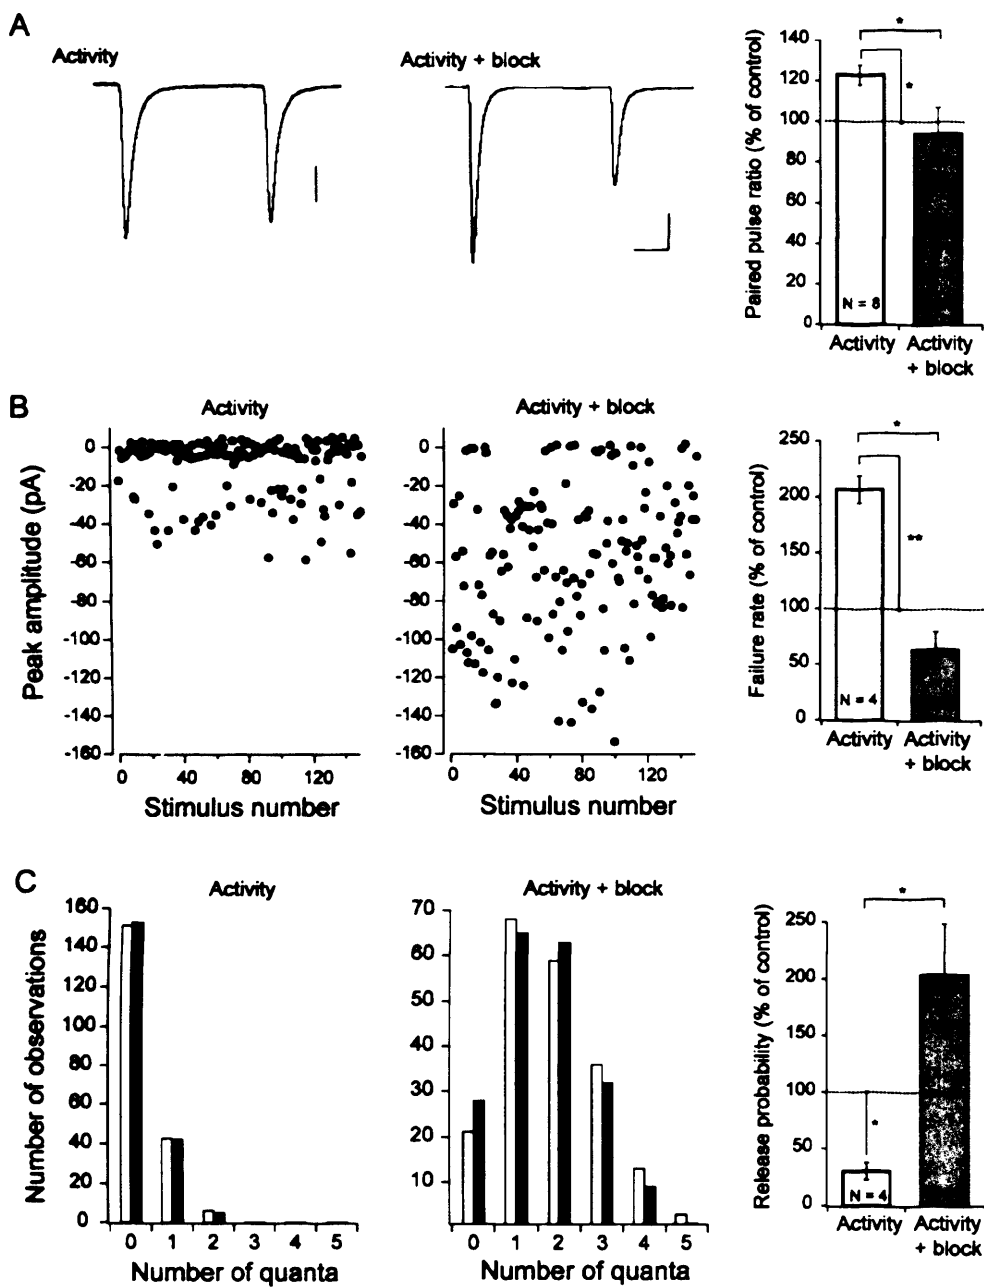 A
Activity
Activity + block
Paired pulse ratio (% of control)
140
120
100
80
60
40
20
0
*
*
N = 8
Activity
Activity
+ block
B
Activity
Peak amplitude (pA)
0
-20
-40
-60
-80
-100
-120
-140
-160
0 40 80 120
Stimulus number
Activity + block
0
-20
-40
-60
-80
-100
-120
-140
-160
0 40 80 120
Stimulus number
Failure rate (% of control)
250
200
150
100
50
0
*
**
N = 4
Activity
Activity
+ block
C
Activity
Number of observations
160
140
120
100
80
60
40
20
0
0 1 2 3 4 5
Number of quanta
Activity + block
70
60
50
40
30
20
10
0 1 2 3 4 5
Number of quanta
Release probability (% of control)
250
200
150
100
50
0
*
*
N = 4
Activity
Activity
+ block